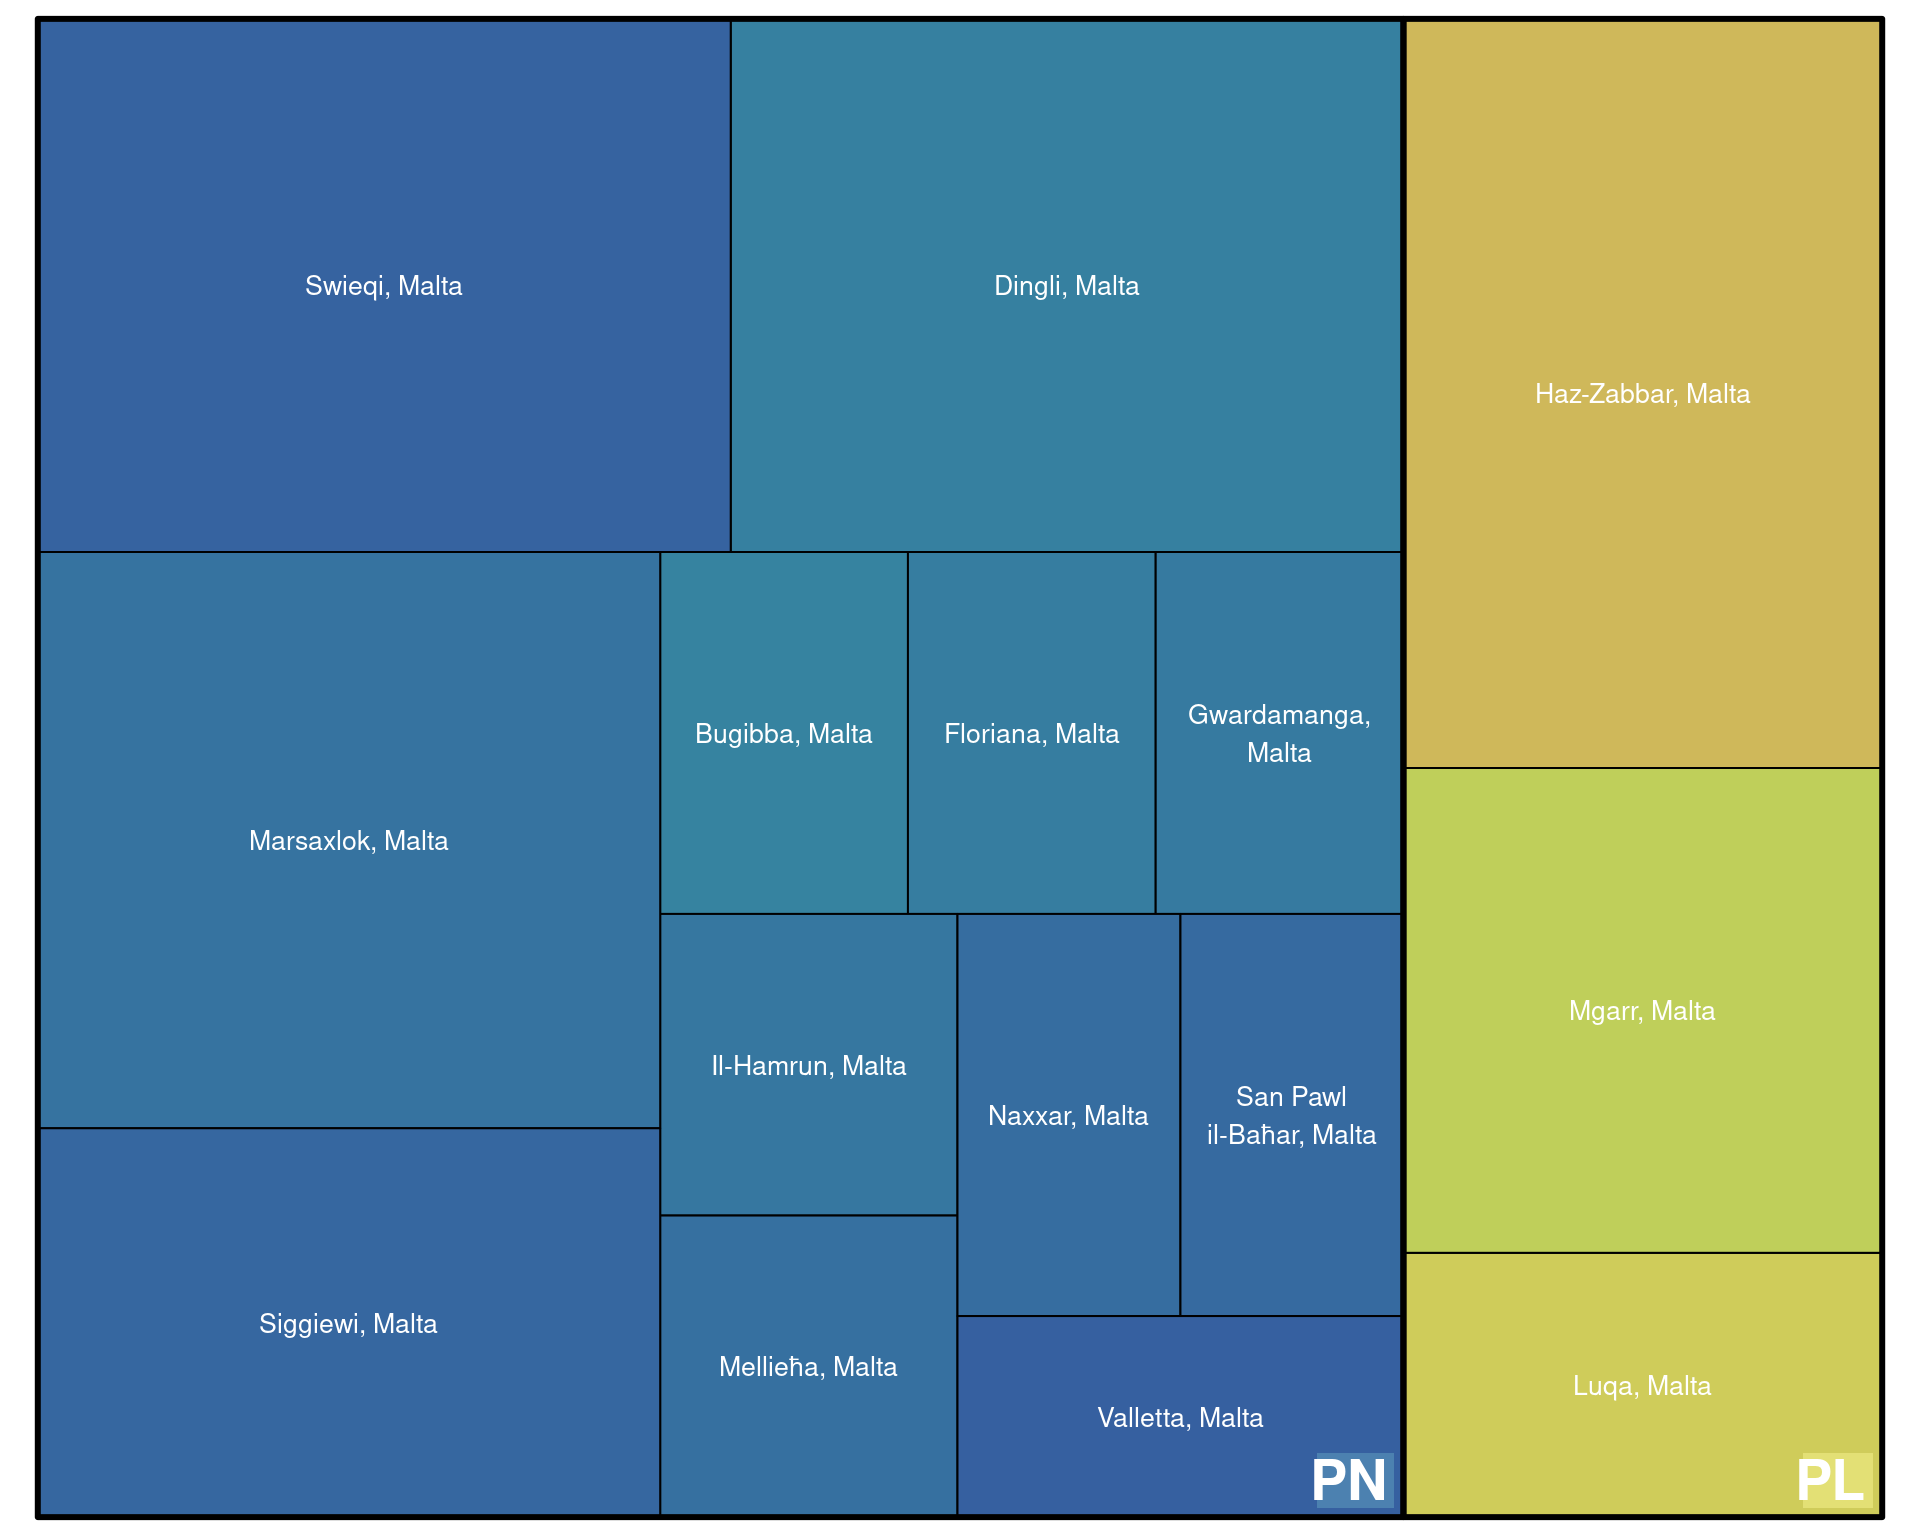 Swieqi, Malta
Dingli, Malta
Haz-Zabbar, Malta
Marsaxlok, Malta
Bugibba, Malta
Floriana, Malta
Gwardamanga,
Malta
Mgarr, Malta
Il-Hamrun, Malta
Naxxar, Malta
San Pawl
il-Baħar, Malta
Siggiewi, Malta
Mellieħa, Malta
Valletta, Malta
Luqa, Malta
PN
PL